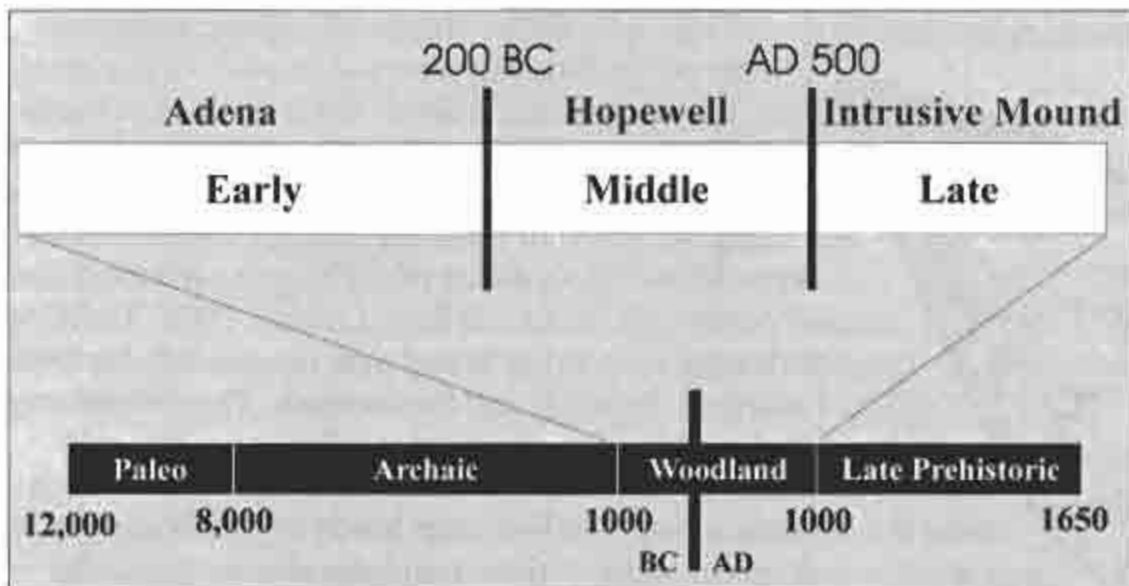 200 BC AD 500
Adena Hopewell Intrusive Mound
Early Middle Late
Paleo Archaic Woodland Late Prehistoric
12,000 8,000 1000 1000 1650
BC AD